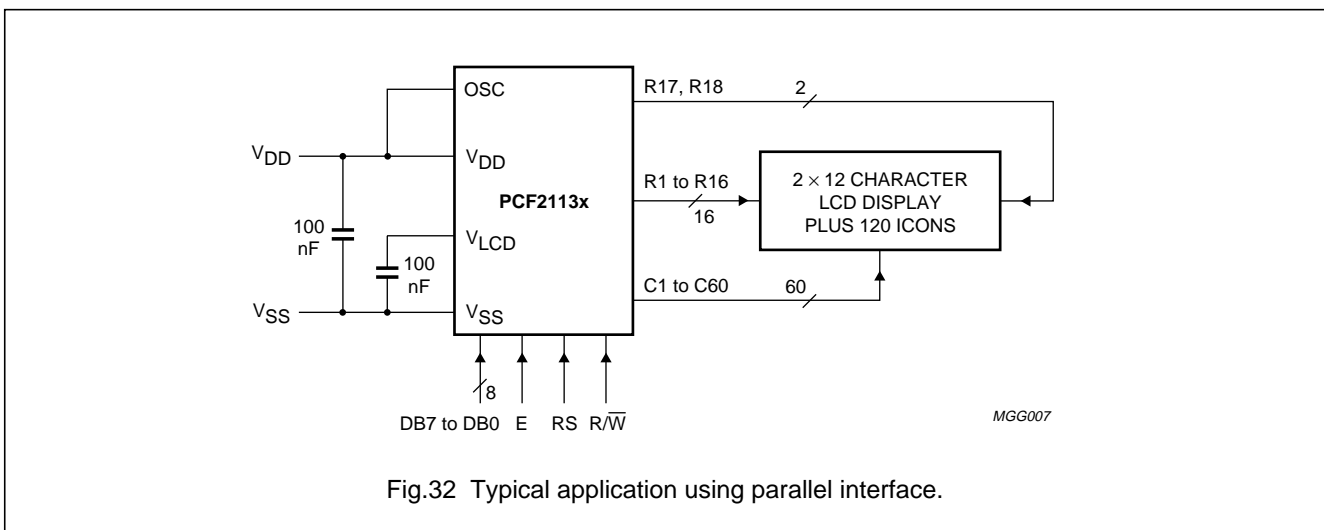 OSC
R17, R18
2
VDD
VDD
R1 to R16
16
PCF2113x
2 × 12 CHARACTER
LCD DISPLAY
PLUS 120 ICONS
100
nF
VLCD
100
nF
C1 to C60
60
VSS
VSS
8
DB7 to DB0 E RS R/W̅
MGG007
Fig.32 Typical application using parallel interface.